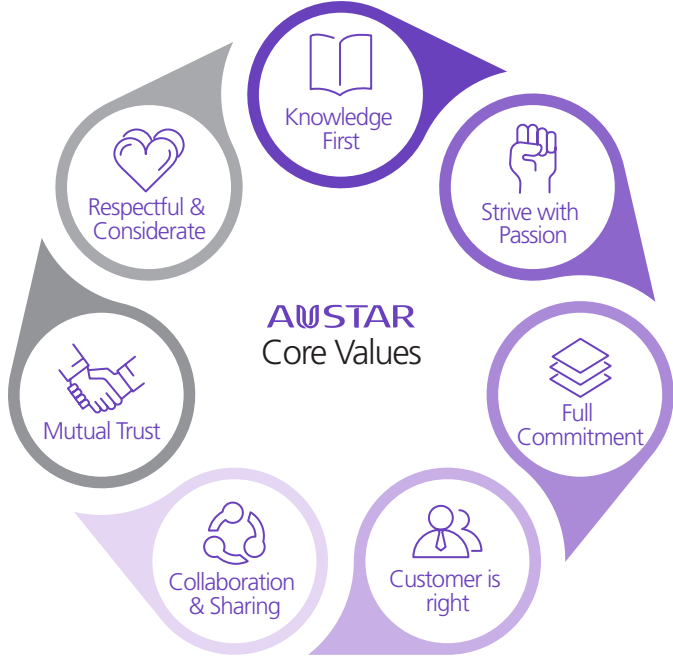 Knowledge
First
Strive with
Passion
Full
Commitment
Customer is
right
Collaboration
& Sharing
Mutual Trust
Respectful &
Considerate
AUSTAR
Core Values